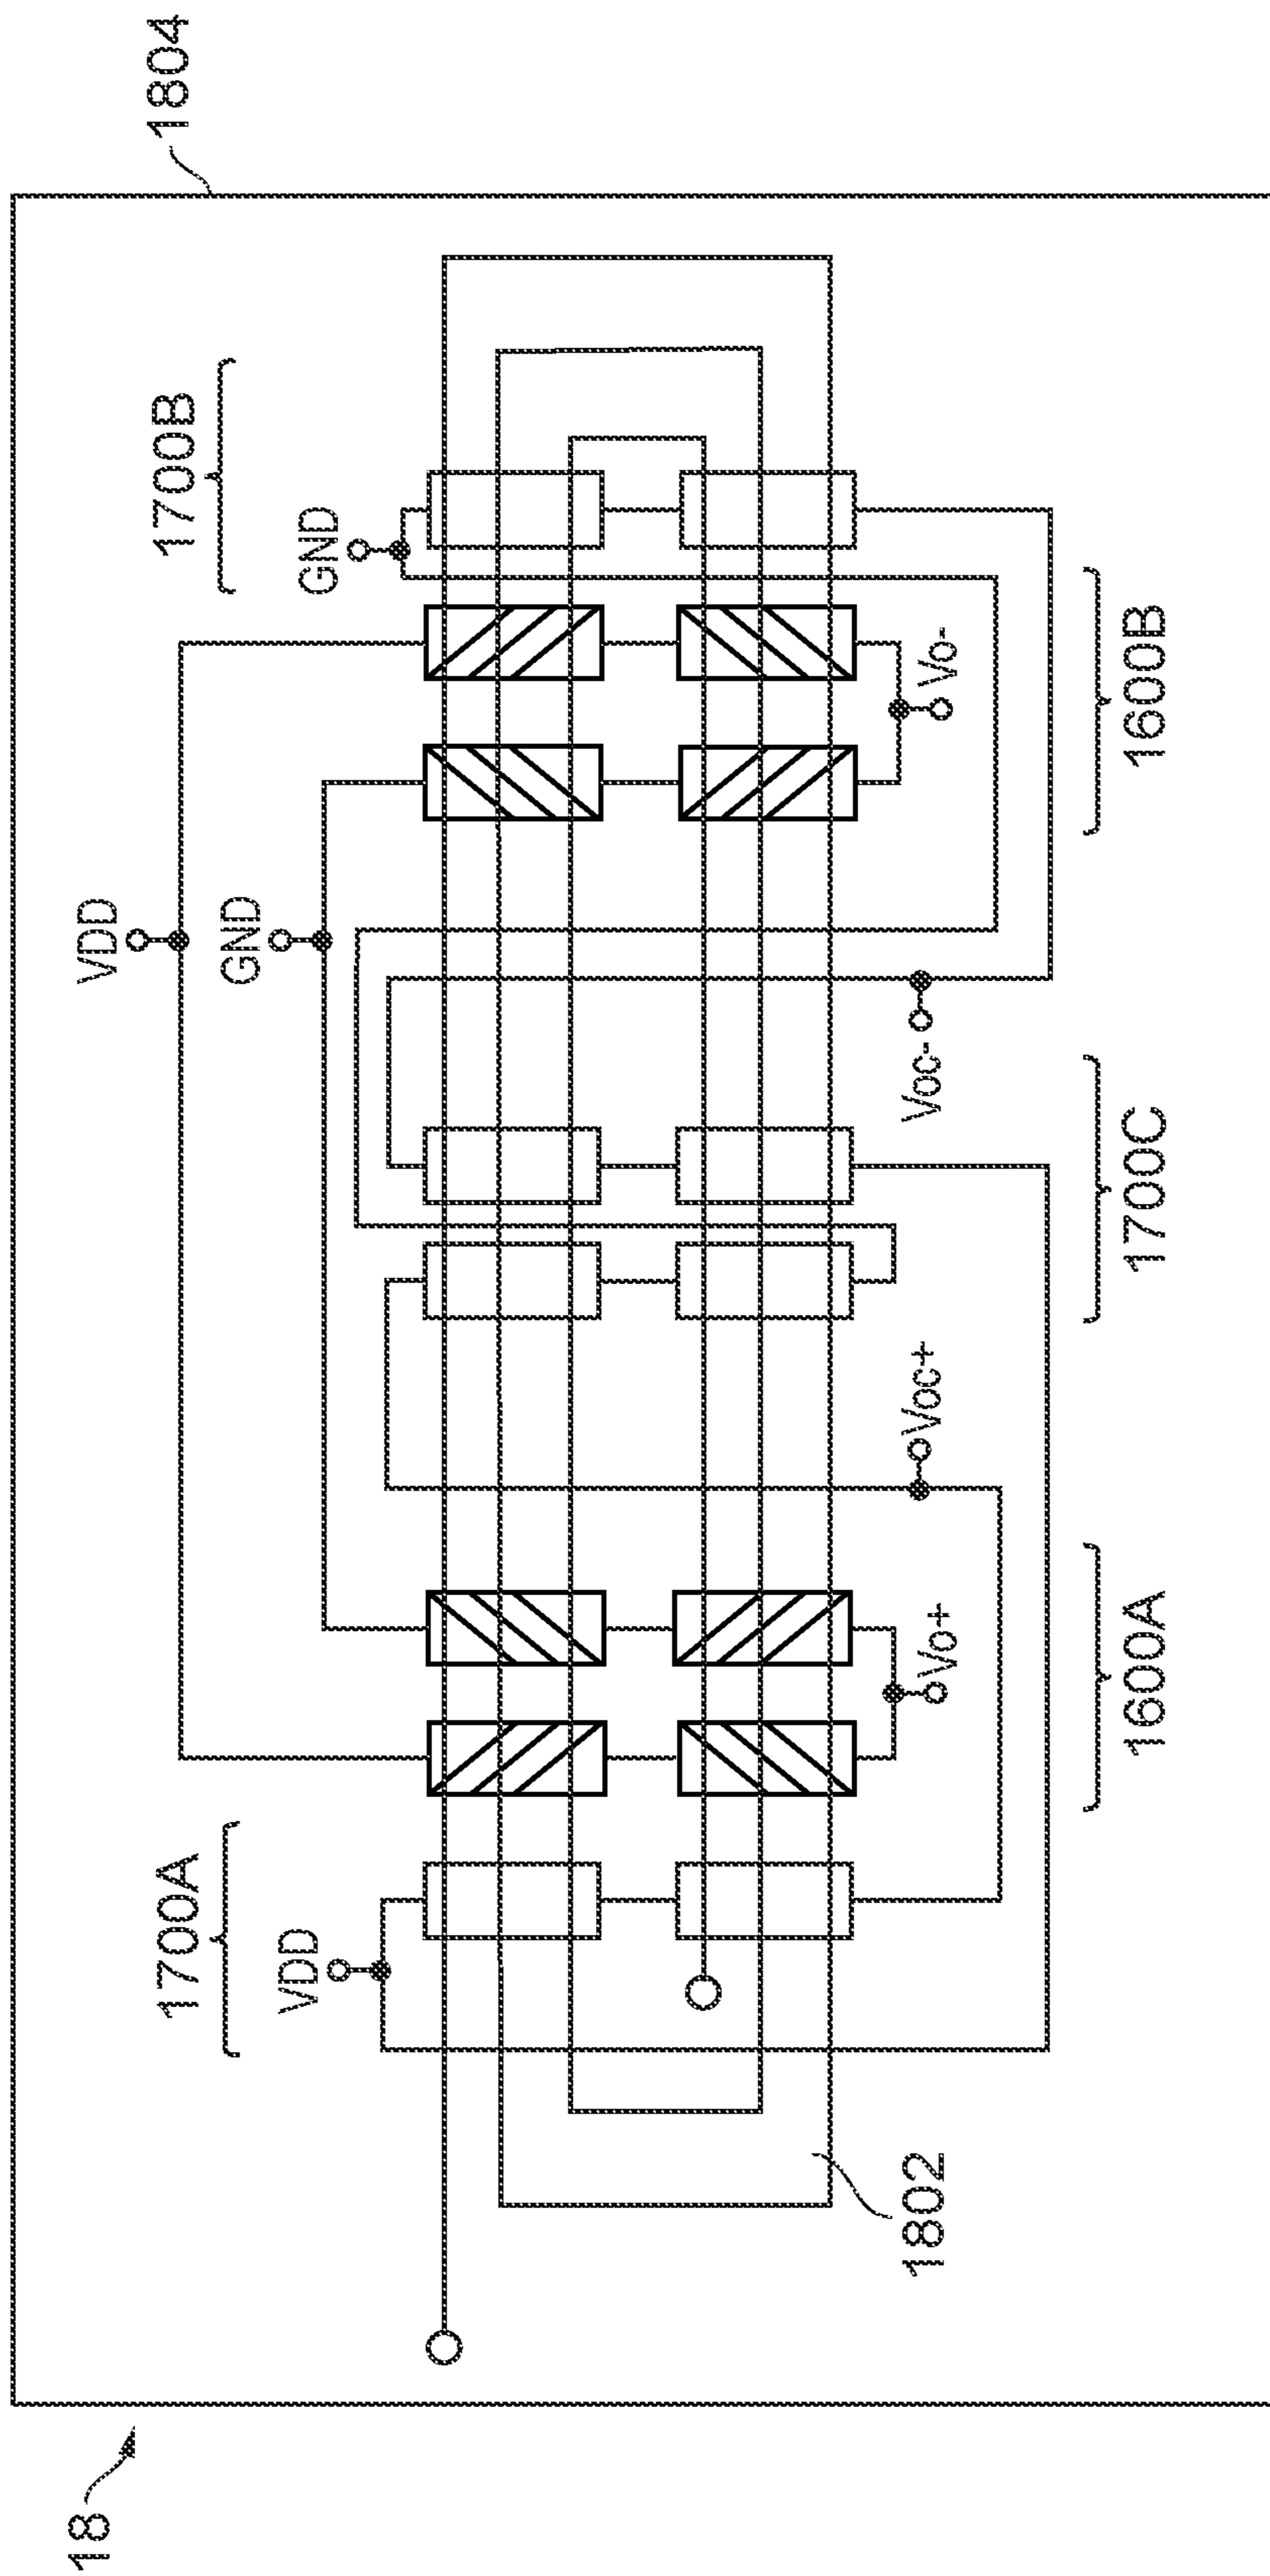 18
1804
VDD
GND
1700A
1700B
VDD
GND
Vo+
Voc+
Voc-
Vo-
1802
1600A
1700C
1600B